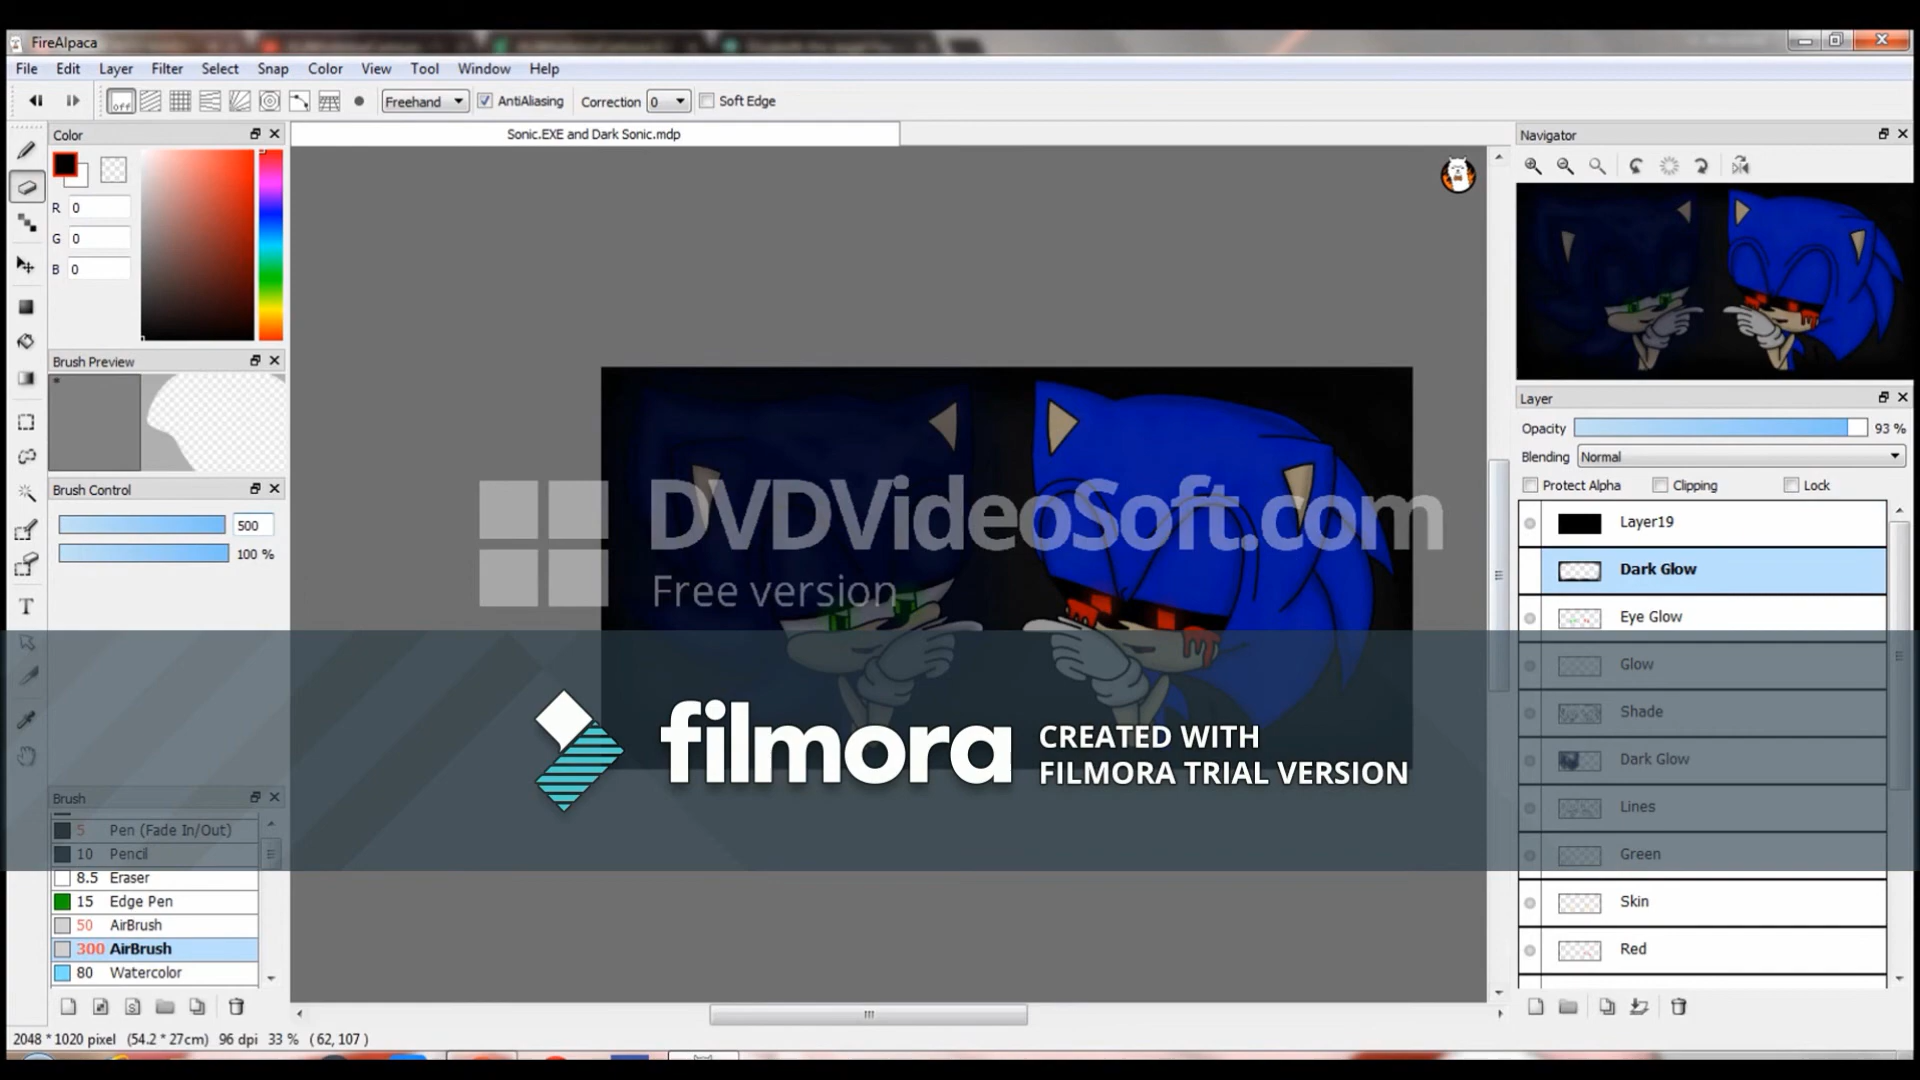 FireAlpaca
File Edit Layer Filter Select Snap Color View Tool Window Help
off Freehand AntiAliasing Correction 0 Soft Edge
Color
Sonic.EXE and Dark Sonic.mdp
Navigator
R 0
G 0
B 0
Brush Preview
Layer
Opacity 93 %
Blending Normal
Protect Alpha Clipping Lock
Brush Control
500
100 %
Layer19
Dark Glow
Eye Glow
Glow
Shade
Dark Glow
Lines
Green
Skin
Red
DVDVideoSoft.com
Free version
filmora
CREATED WITH
FILMORA TRIAL VERSION
T
Brush
5 Pen (Fade In/Out)
10 Pencil
8.5 Eraser
15 Edge Pen
50 AirBrush
300 AirBrush
80 Watercolor
2048 * 1020 pixel (54.2 * 27cm) 96 dpi 33 % ( 62, 107 )